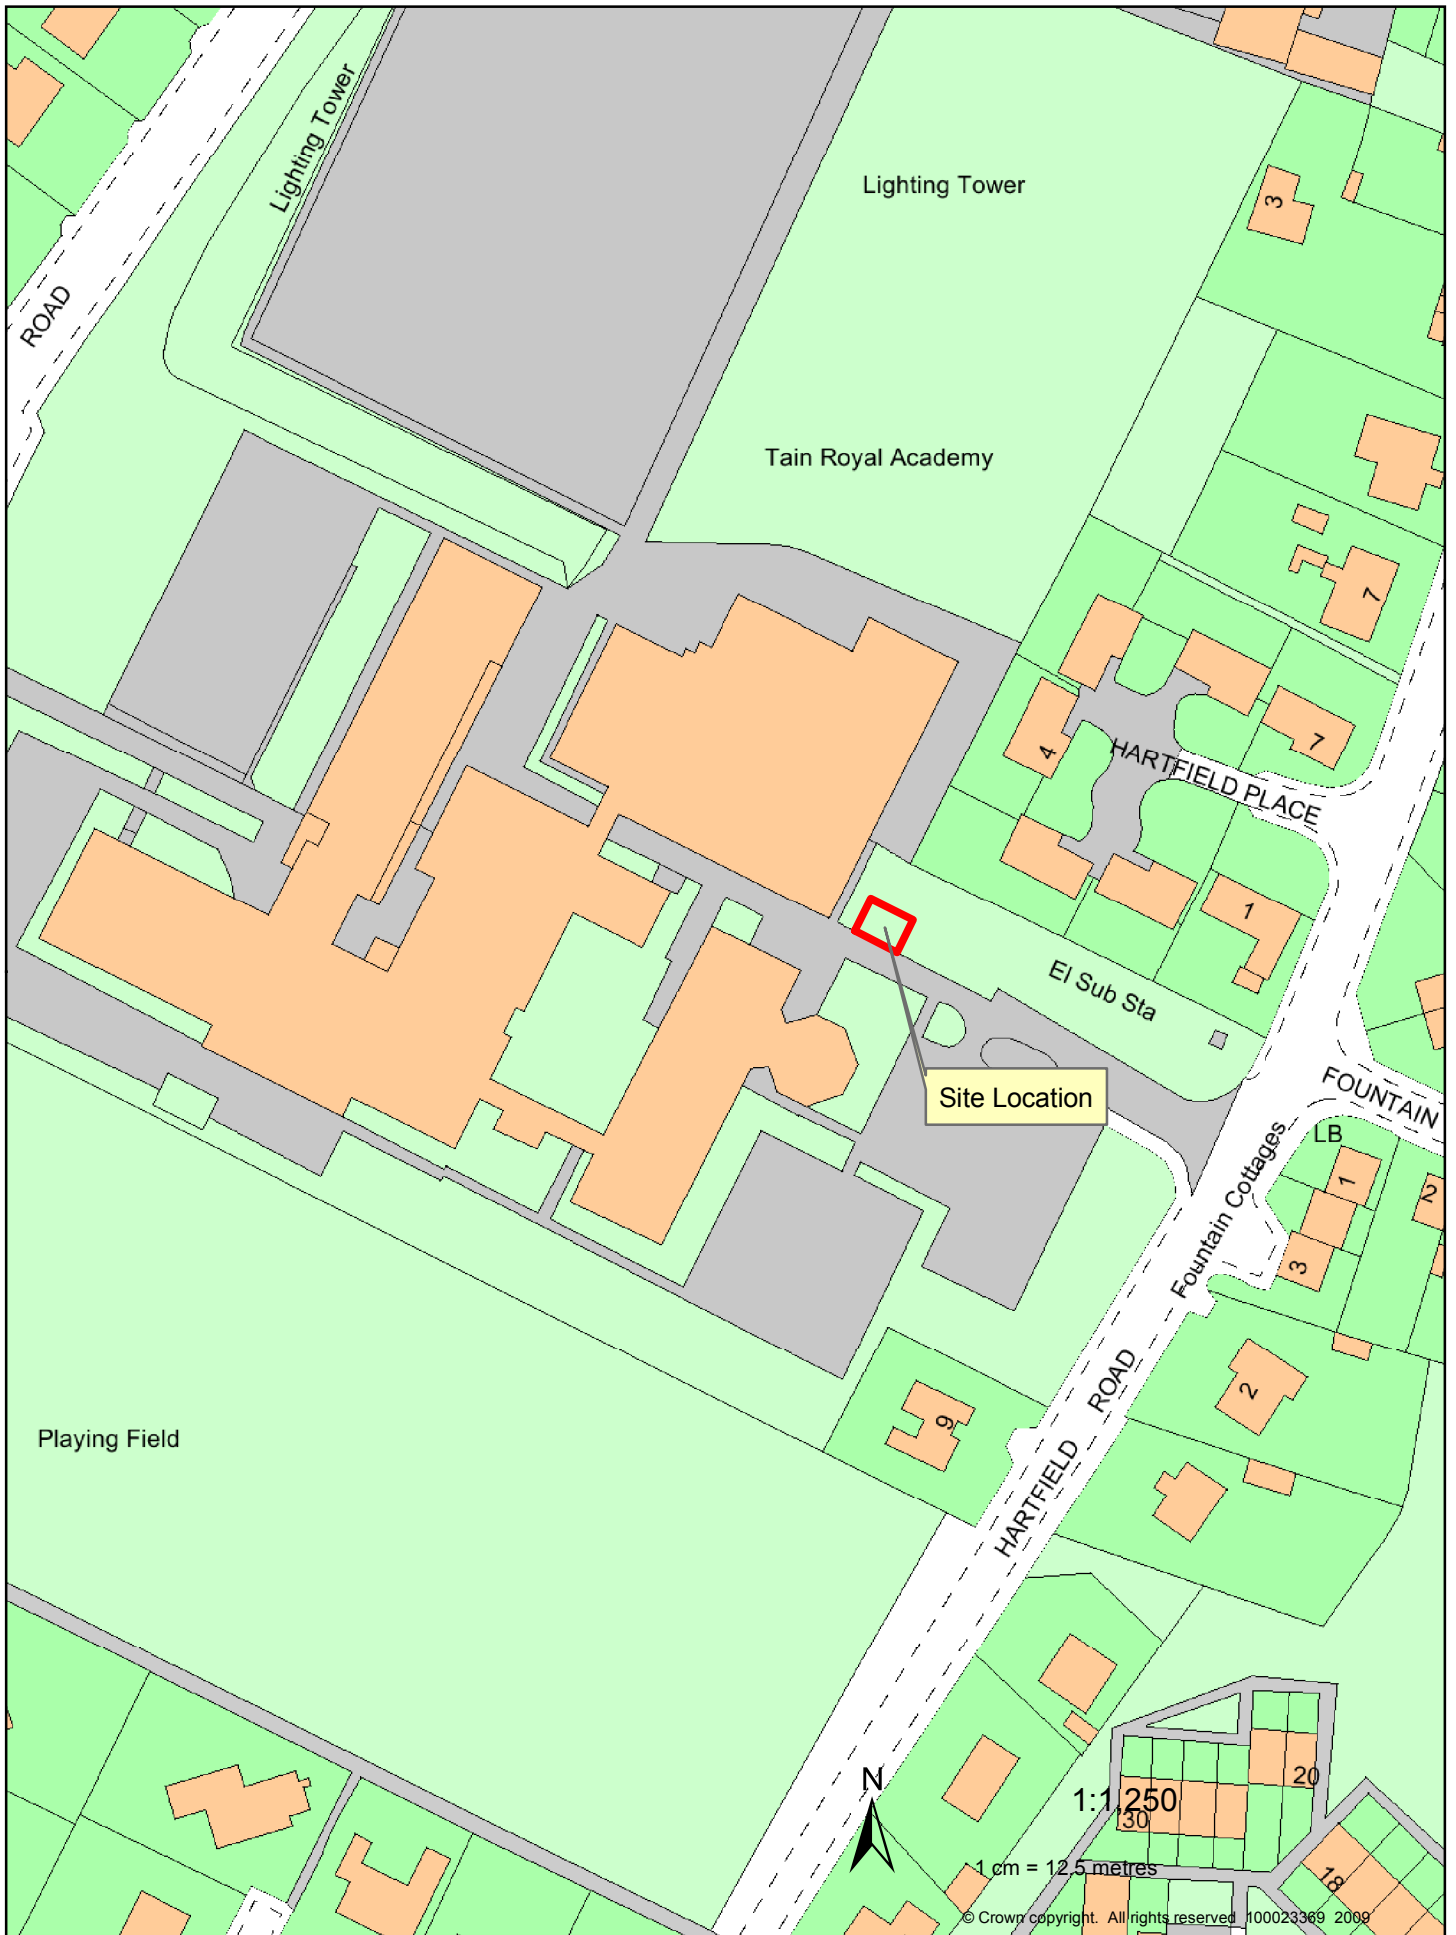 Lighting Tower
Lighting Tower
3
ROAD
Tain Royal Academy
7
4
7
HARTFIELD PLACE
1
El Sub Sta
Site Location
FOUNTAIN
LB
Fountain Cottages
1
2
3
HARTFIELD ROAD
2
9
Playing Field
N
20
1:1,250
30
1 cm = 12.5 metres
18
© Crown copyright. All rights reserved 100023369 2009